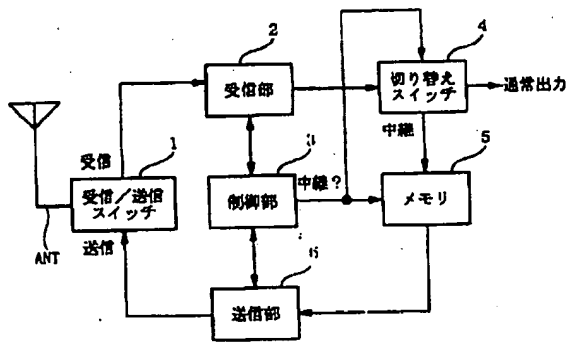 2
4
受信部
切り替え
スイッチ
通常出力
受信
1
3
中継
5
受信/送信
スイッチ
制御部
中継?
メモリ
ANT
送信
6
送信部